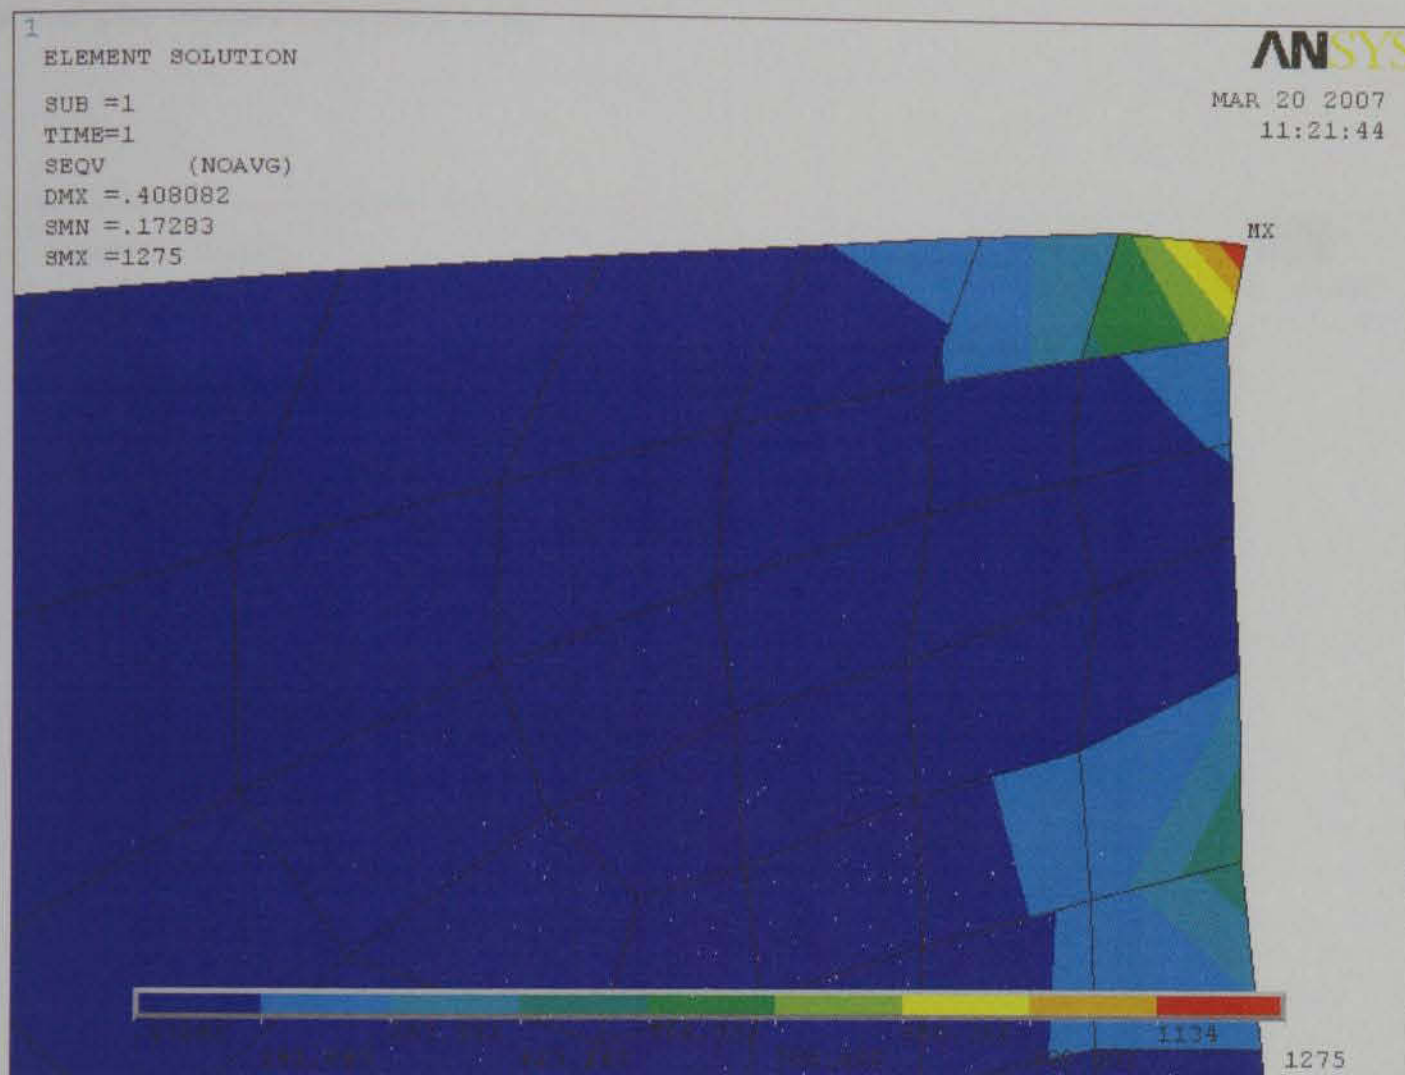 1
ELEMENT SOLUTION
SUB =1
TIME=1
SEQV (NOAVG)
DMX =.408082
SMN =.17283
SMX =1275
ANSYS
MAR 20 2007
11:21:44
MX
1134
1275